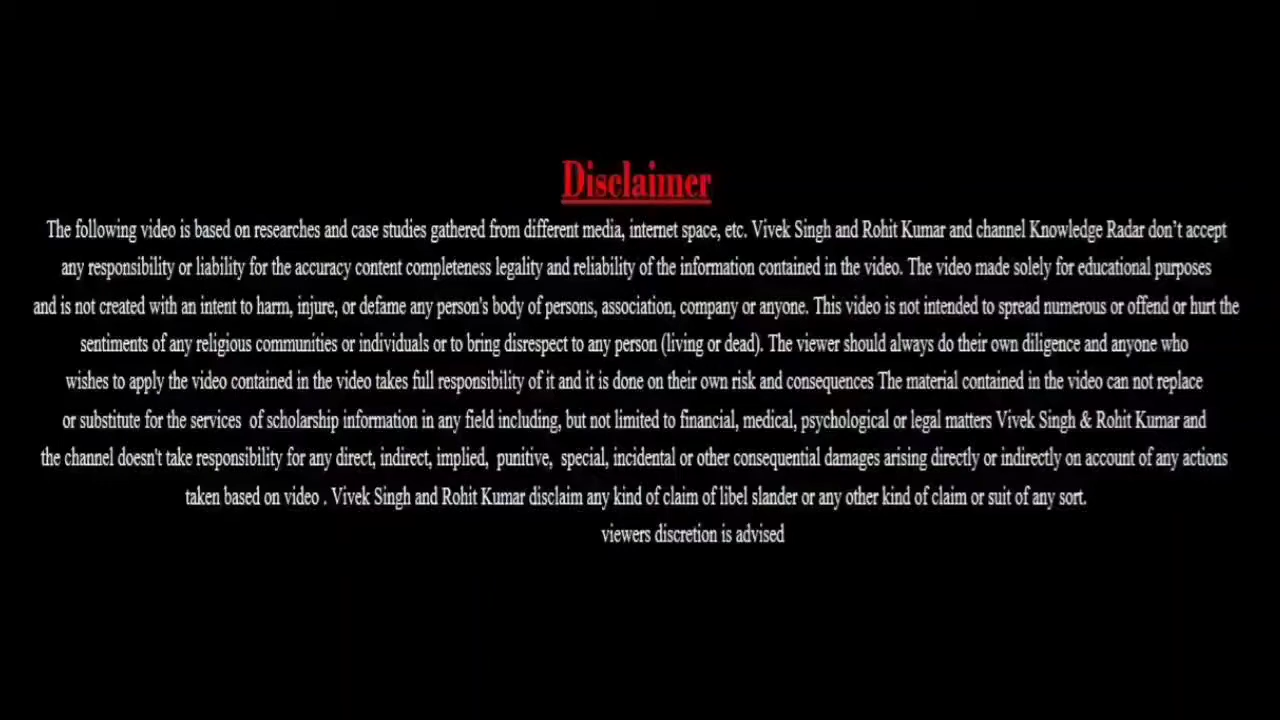 Disclaimer
The following video is based on researches and case studies gathered from different media, internet space, etc. Vivek Singh and Rohit Kumar and channel Knowledge Radar don’t accept
any responsibility or liability for the accuracy content completeness legality and reliability of the information contained in the video. The video made solely for educational purposes
and is not created with an intent to harm, injure, or defame any person's body of persons, association, company or anyone. This video is not intended to spread numerous or offend or hurt the
sentiments of any religious communities or individuals or to bring disrespect to any person (living or dead). The viewer should always do their own diligence and anyone who
wishes to apply the video contained in the video takes full responsibility of it and it is done on their own risk and consequences The material contained in the video can not replace
or substitute for the services  of scholarship information in any field including, but not limited to financial, medical, psychological or legal matters Vivek Singh & Rohit Kumar and
the channel doesn't take responsibility for any direct, indirect, implied,  punitive,  special, incidental or other consequential damages arising directly or indirectly on account of any actions
taken based on video . Vivek Singh and Rohit Kumar disclaim any kind of claim of libel slander or any other kind of claim or suit of any sort.
viewers discretion is advised